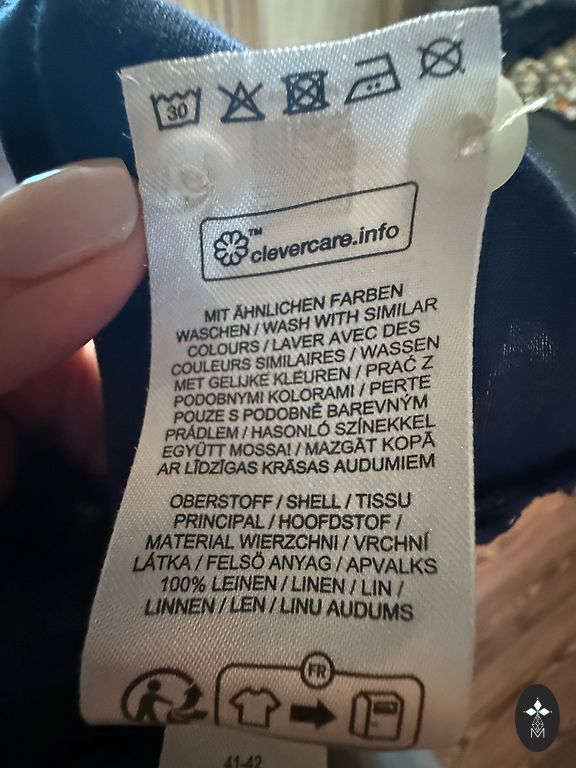 30
™
clevercare.info
MIT ÄHNLICHEN FARBEN
WASCHEN / WASH WITH SIMILAR
COLOURS / LAVER AVEC DES
COULEURS SIMILAIRES / WASSEN
MET GELIJKE KLEUREN / PRAĆ Z
PODOBNYMI KOLORAMI / PERTE
POUZE S PODOBNĚ BAREVNÝM
PRÁDLEM / HASONLÓ SZÍNEKKEL
EGYÜTT MOSSA! / MAZGĀT KOPĀ
AR LĪDZĪGAS KRĀSAS AUDUMIEM
OBERSTOFF / SHELL / TISSU
PRINCIPAL / HOOFDSTOF /
MATERIAL WIERZCHNI / VRCHNÍ
LÁTKA / FELSŐ ANYAG / APVALKS
100% LEINEN / LINEN / LIN /
LINNEN / LEN / LINU AUDUMS
FR
41-42
M